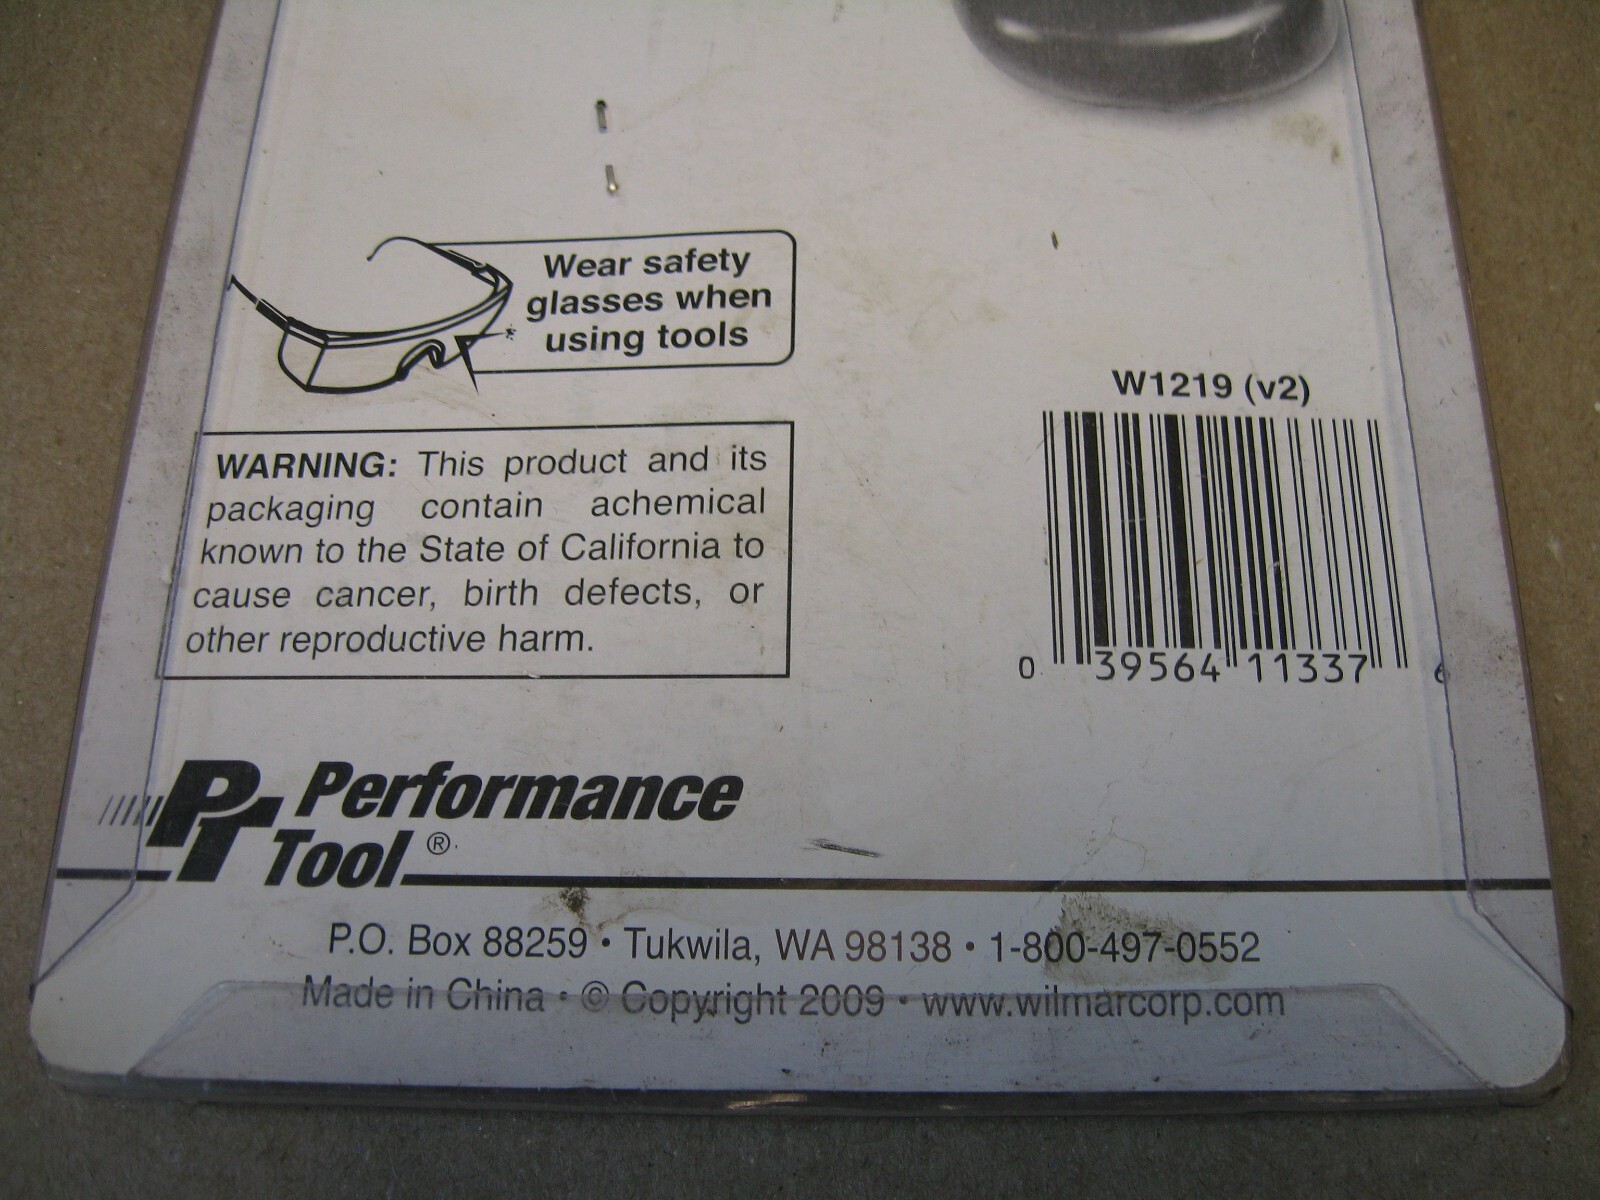 Wear safety
glasses when
using tools
W1219 (v2)
WARNING: This product and its
packaging contain achemical
known to the State of California to
cause cancer, birth defects, or
other reproductive harm.
0 39564 11337 6
PT Performance
Tool ®
P.O. Box 88259 • Tukwila, WA 98138 • 1-800-497-0552
Made in China • © Copyright 2009 • www.wilmarcorp.com